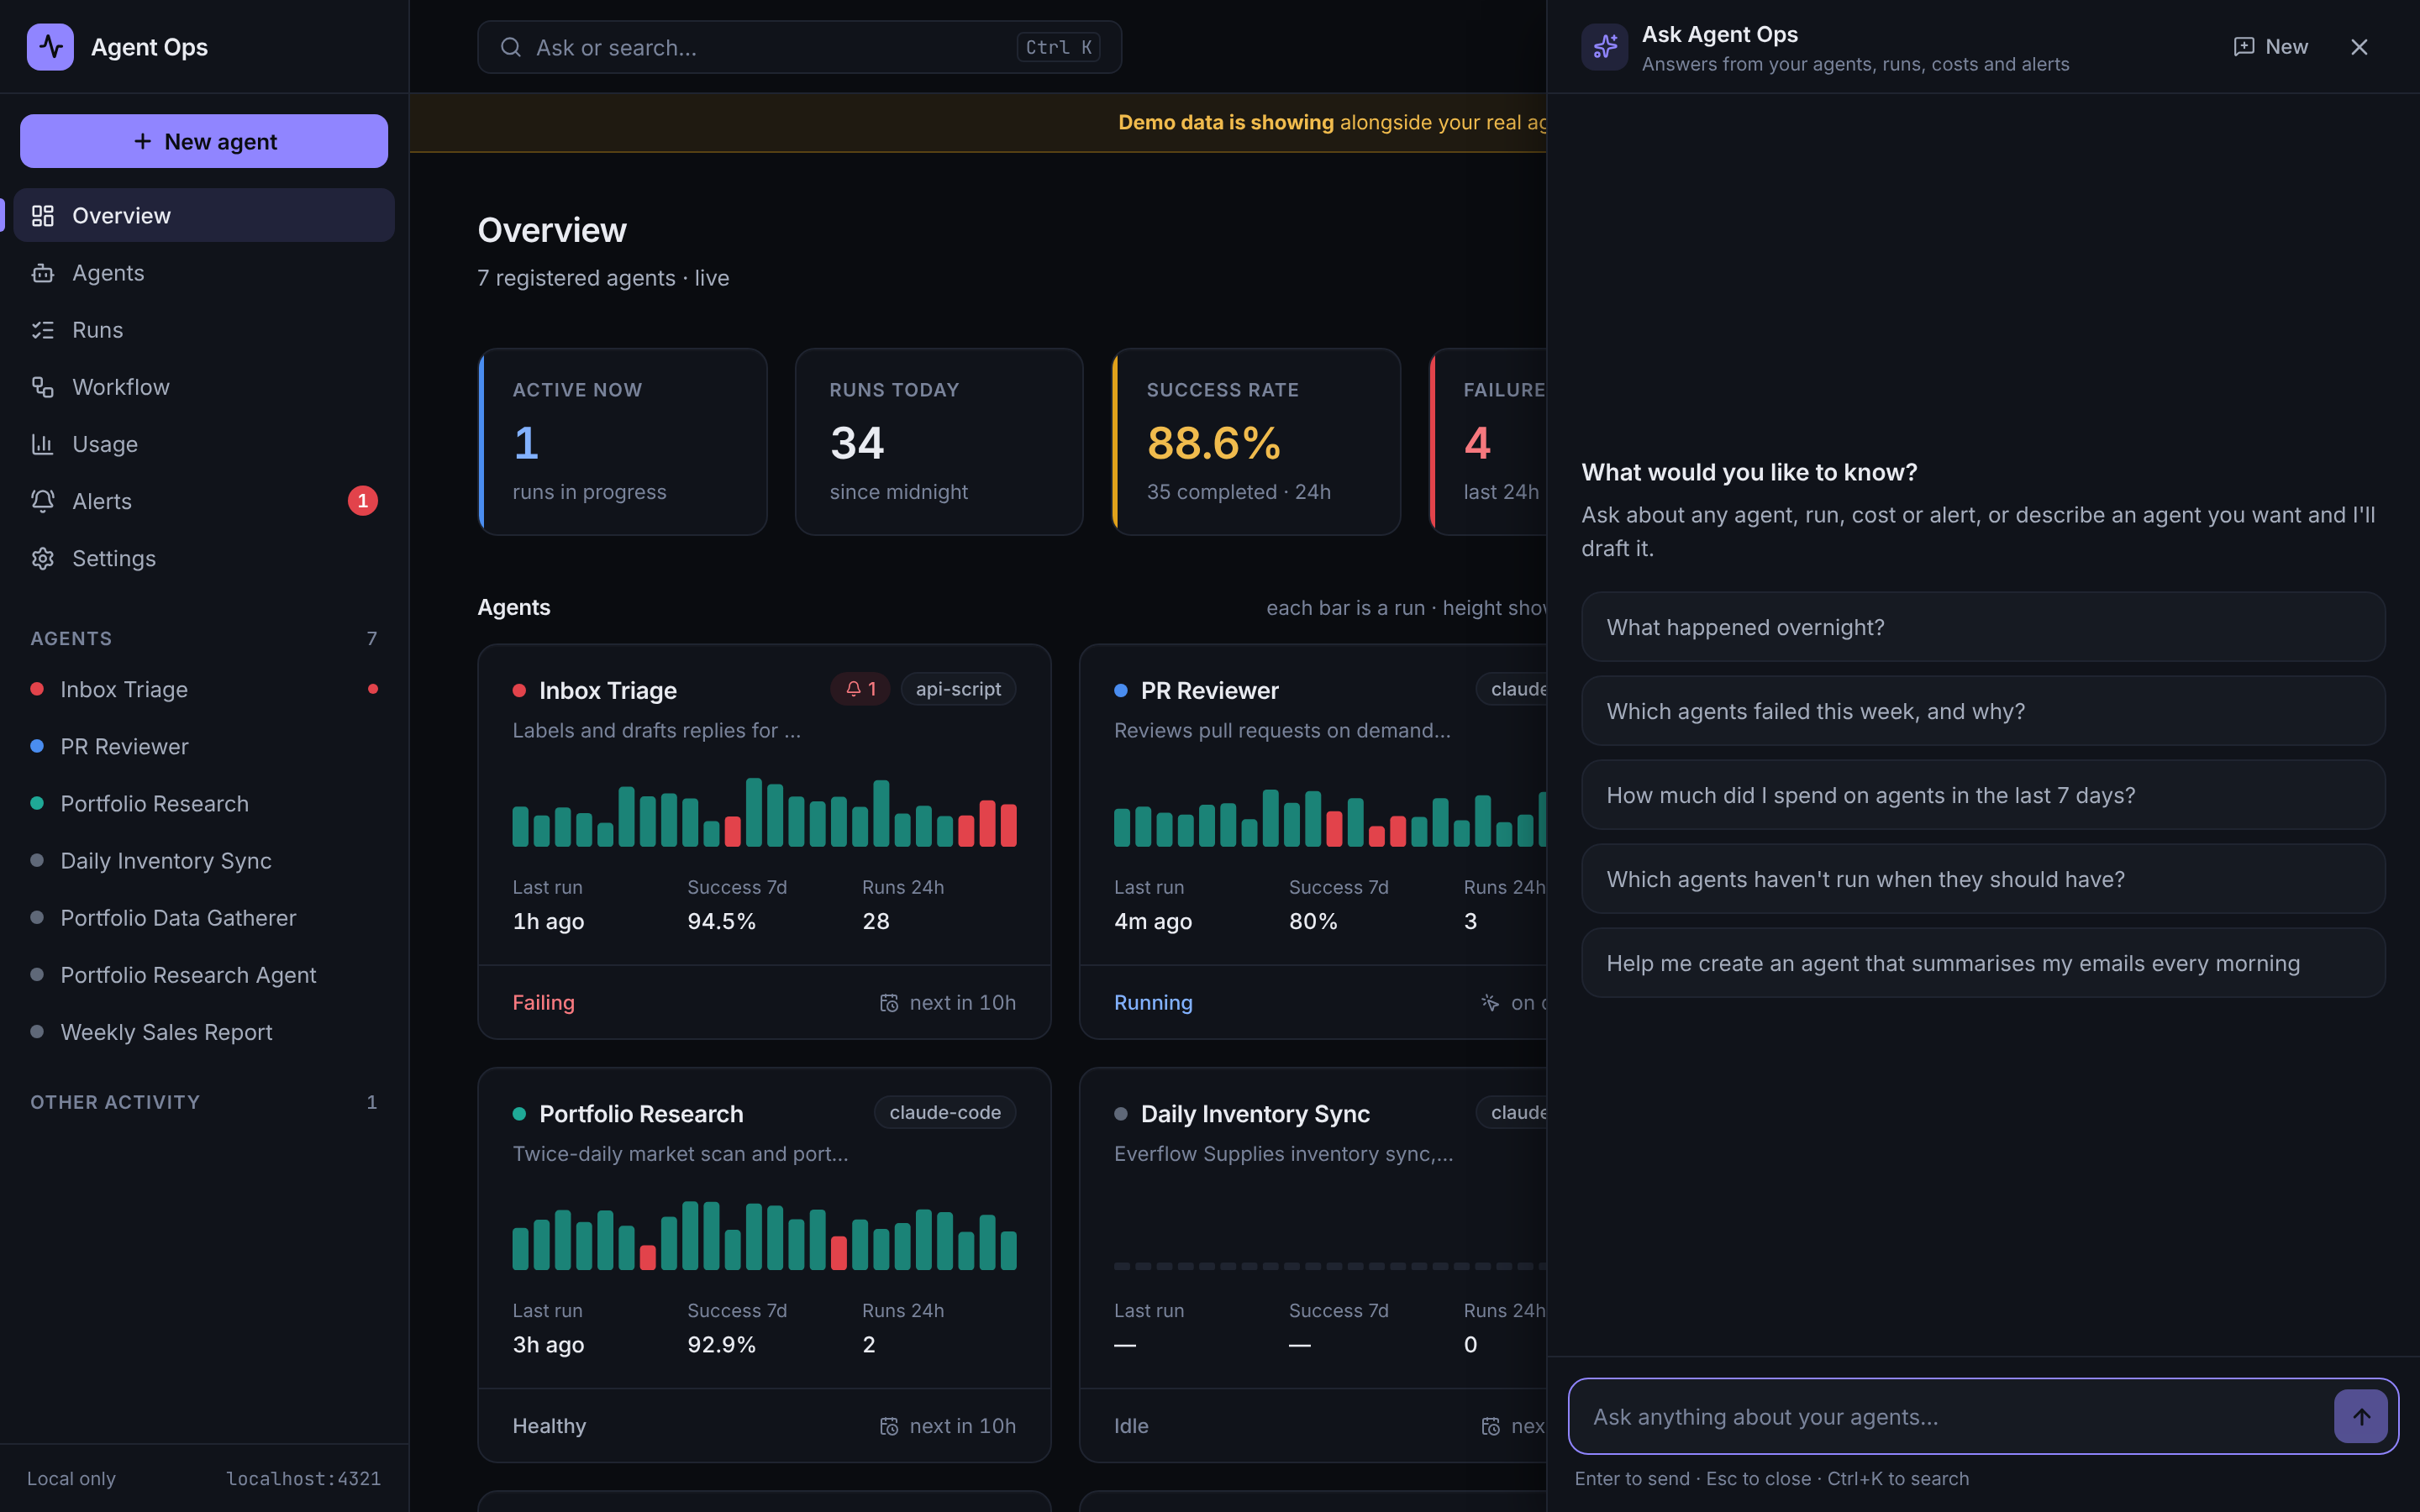 Agent Ops
New agent
Overview
Agents
Runs
Workflow
Usage
Alerts
1
Settings
AGENTS
7
Inbox Triage
PR Reviewer
Portfolio Research
Daily Inventory Sync
Portfolio Data Gatherer
Portfolio Research Agent
Weekly Sales Report
OTHER ACTIVITY
1
Local only
localhost:4321
Ask or search...
Ctrl K
Demo data is showing alongside your real ag
Overview
7 registered agents · live
ACTIVE NOW
1
runs in progress
RUNS TODAY
34
since midnight
SUCCESS RATE
88.6%
35 completed · 24h
FAILURE
4
last 24h
Agents
each bar is a run · height show
Inbox Triage
1
api-script
Labels and drafts replies for ...
Last run
Success 7d
Runs 24h
1h ago
94.5%
28
Failing
next in 10h
PR Reviewer
claude
Reviews pull requests on demand...
Last run
Success 7d
Runs 24h
4m ago
80%
3
Running
on
Portfolio Research
claude-code
Twice-daily market scan and port...
Last run
Success 7d
Runs 24h
3h ago
92.9%
2
Healthy
next in 10h
Daily Inventory Sync
claude
Everflow Supplies inventory sync,...
Last run
Success 7d
Runs 24h
—
—
0
Idle
nex
Ask Agent Ops
Answers from your agents, runs, costs and alerts
New
What would you like to know?
Ask about any agent, run, cost or alert, or describe an agent you want and I'll
draft it.
What happened overnight?
Which agents failed this week, and why?
How much did I spend on agents in the last 7 days?
Which agents haven't run when they should have?
Help me create an agent that summarises my emails every morning
Ask anything about your agents...
Enter to send · Esc to close · Ctrl+K to search